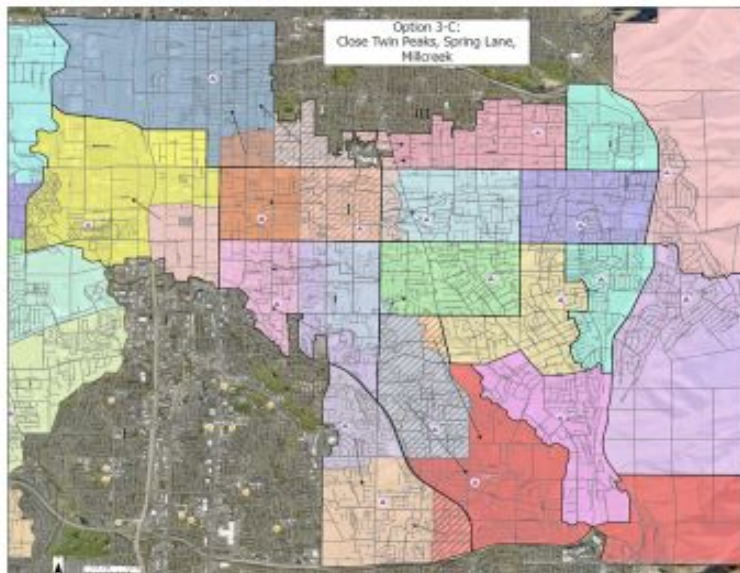 Option 3-C:
Close Twin Peaks, Spring Lane,
Millcreek